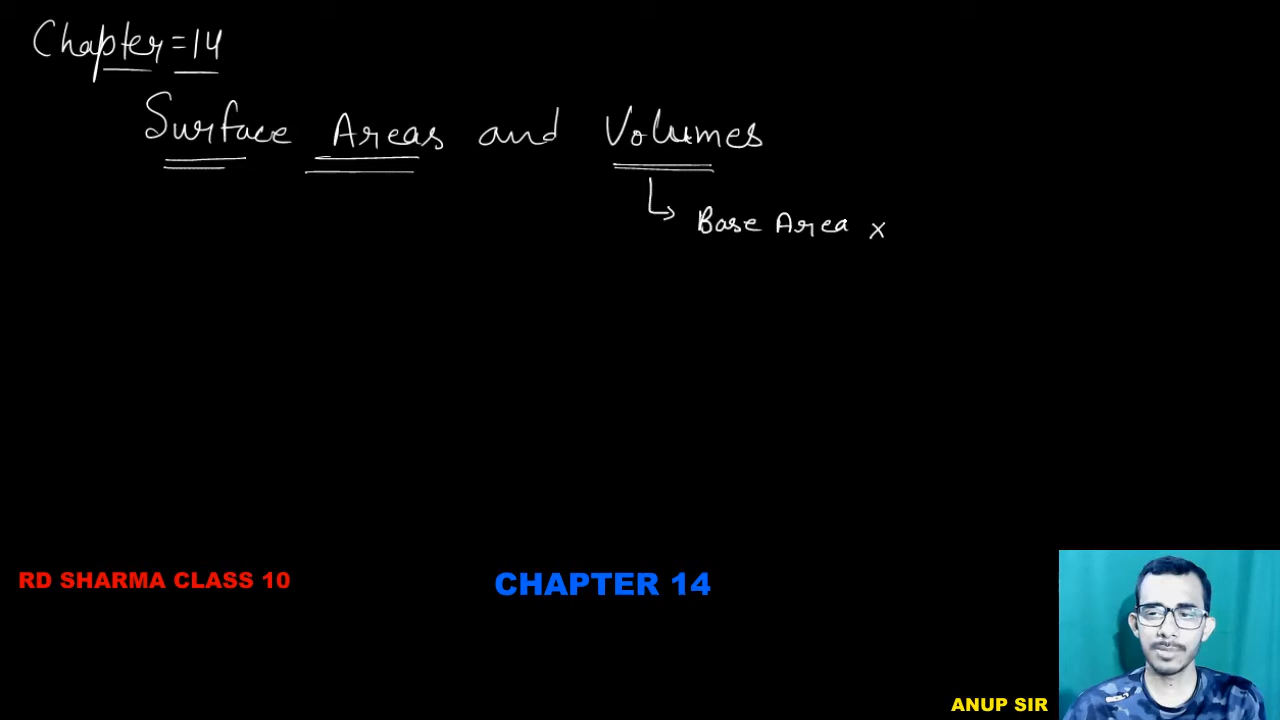 Chapter = 14
Surface Areas and Volumes
↳ Base Area ×
RD SHARMA CLASS 10
CHAPTER 14
ANUP SIR